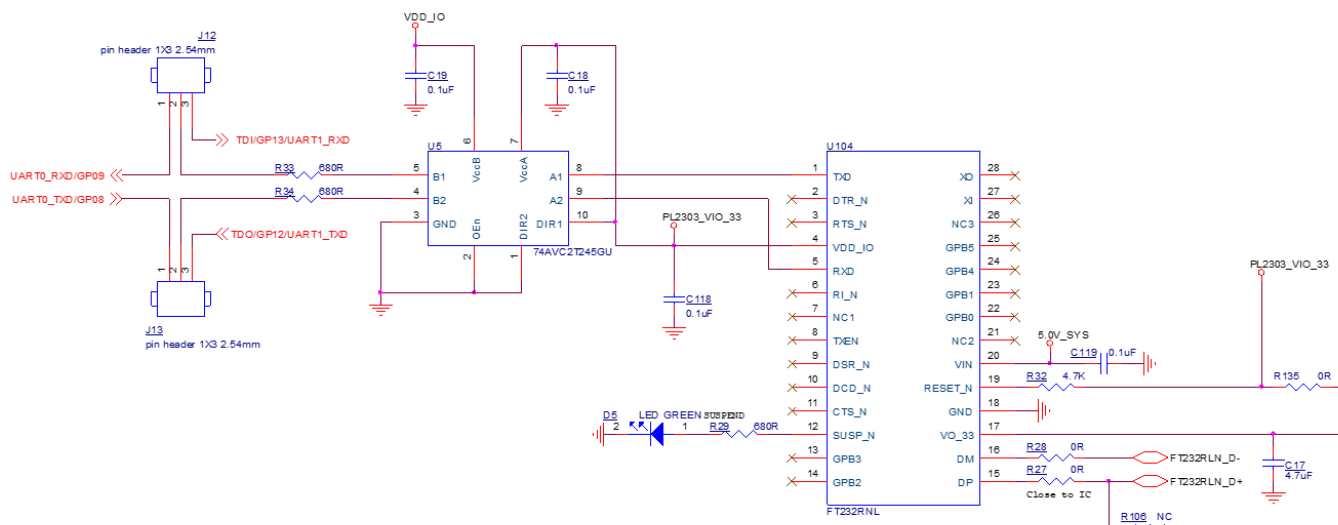 VDD_IO
J12
pin header 1X3 2.54mm
1
2
3
TDI/GP13/UART1_RXD
UART0_RXD/GP09
UART0_TXD/GP08
TDO/GP12/UART1_TXD
1
2
3
J13
pin header 1X3 2.54mm
R33 680R
R34 680R
C19
0.1uF
C18
0.1uF
U5
6
7
VccB
VccA
5 B1
4 B2
3 GND
A1 8
A2 9
DIR1 10
OEn
DIR2
2
1
74AVC2T245GU
PL2303_VIO_33
C118
0.1uF
U104
1 TXD
2 DTR_N
3 RTS_N
4 VDD_IO
5 RXD
6 RI_N
7 NC1
8 TXEN
9 DSR_N
10 DCD_N
11 CTS_N
12 SUSP_N
13 GPB3
14 GPB2
XO 28
XI 27
NC3 26
GPB5 25
GPB4 24
GPB1 23
GPB0 22
NC2 21
VIN 20
RESET_N 19
GND 18
VO_33 17
DM 16
DP 15
FT232RNL
D5
LED GREEN SUSPEND
2
1
R29 680R
5.0V_SYS
C119 0.1uF
R32 4.7K
PL2303_VIO_33
R135 0R
R28 0R
FT232RLN_D-
R27 0R
FT232RLN_D+
Close to IC
C17
4.7uF
R106 NC